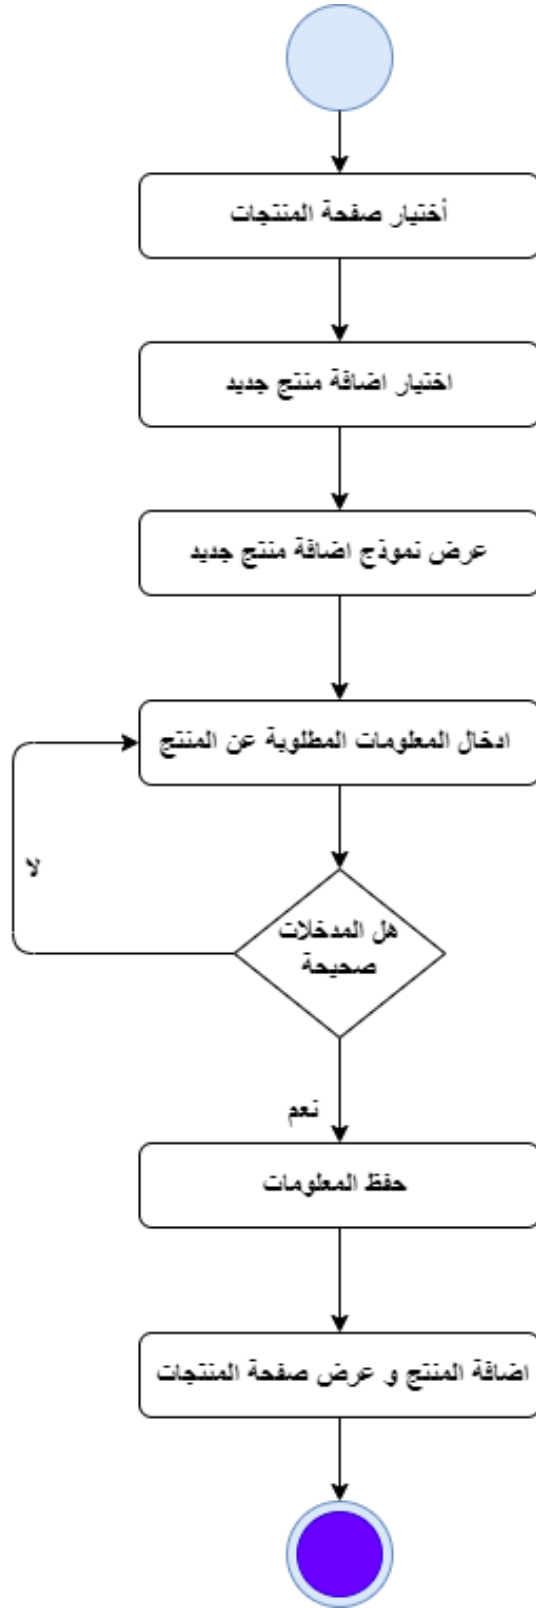 أختيار صفحة المنتجات
اختيار اضافة منتج جديد
عرض نموذج اضافة منتج جديد
ادخال المعلومات المطلوبة عن المنتج
لا
هل المدخلات
صحيحة
نعم
حفظ المعلومات
اضافة المنتج و عرض صفحة المنتجات